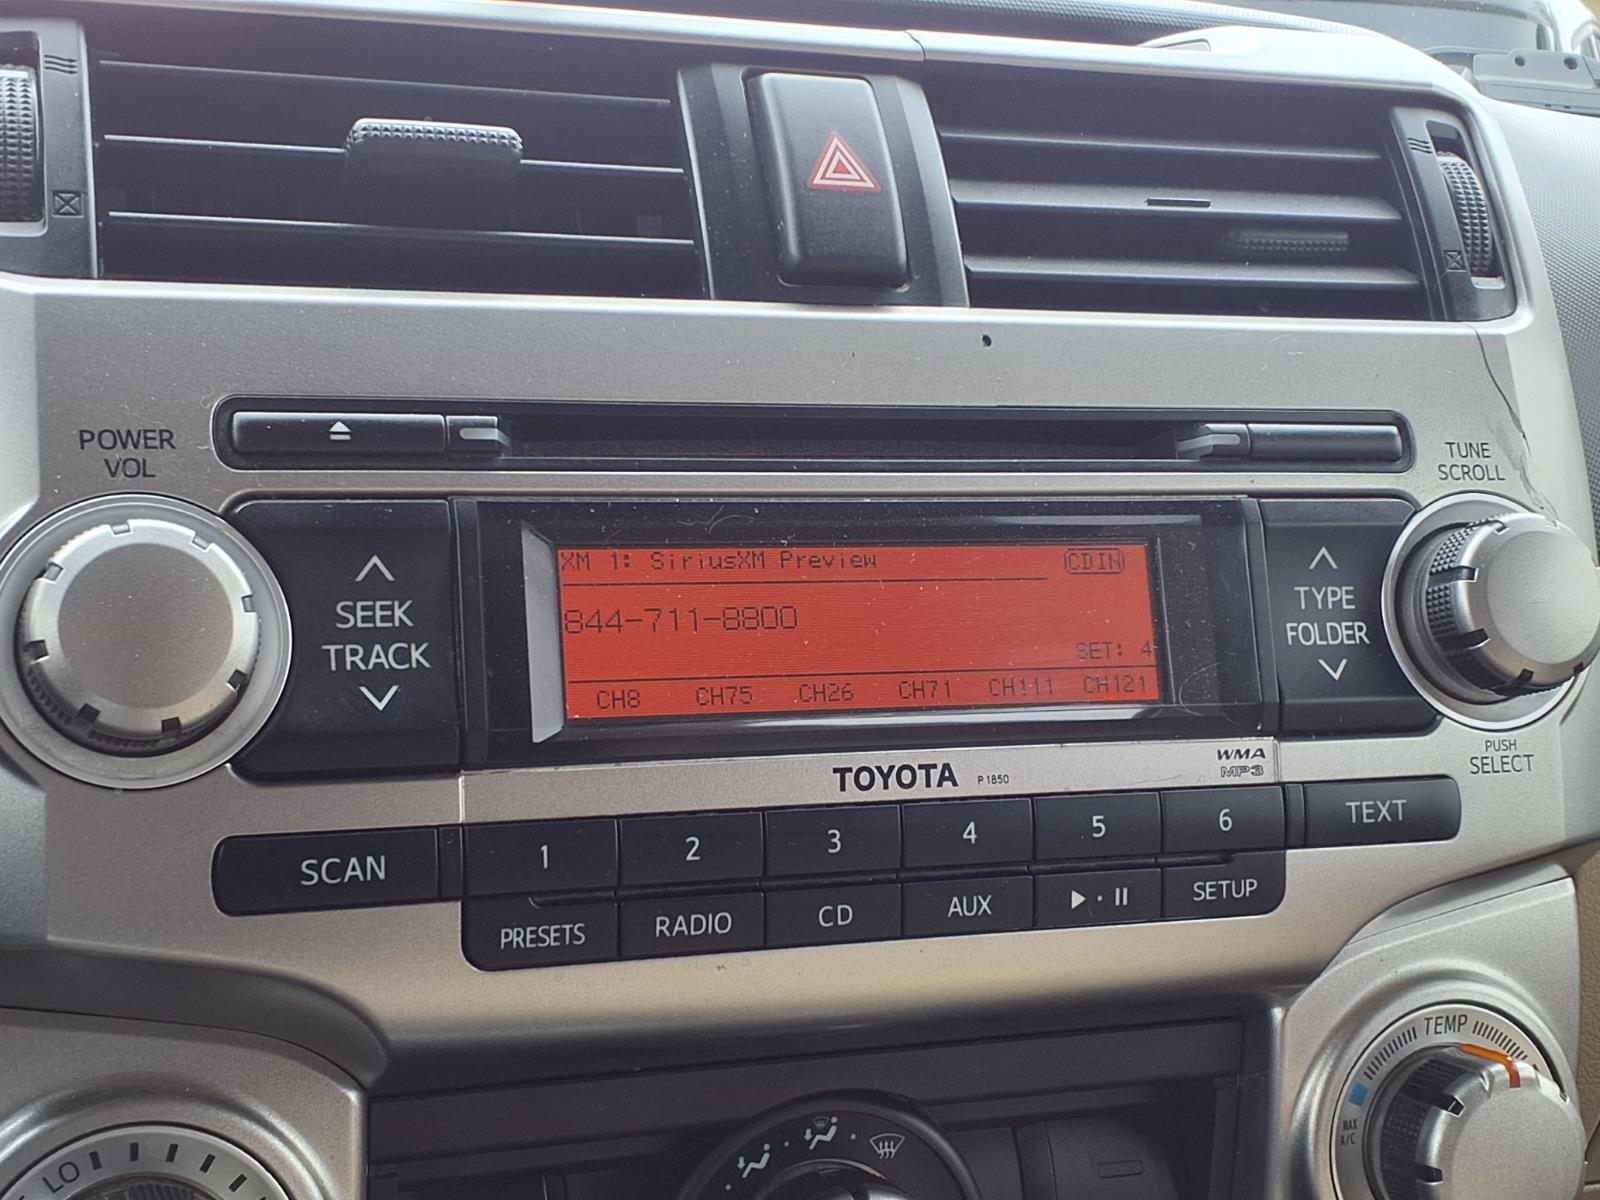 POWER
VOL
TUNE
SCROLL
SEEK
TRACK
XM 1: SiriusXM Preview CD IN
844-711-8800
SET: 4
CH8 CH75 CH26 CH71 CH111 CH121
TYPE
FOLDER
PUSH
SELECT
TOYOTA P1850
WMA
MP3
SCAN 1 2 3 4 5 6 TEXT
PRESETS RADIO CD AUX SETUP
TEMP
MAX
A/C
LO